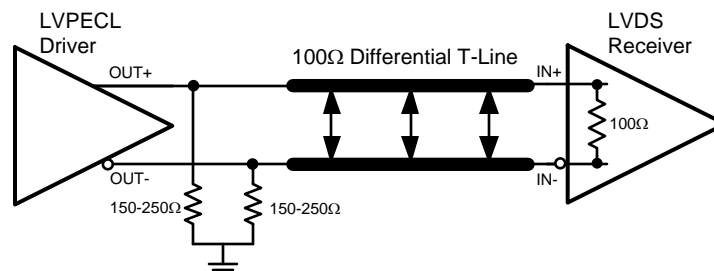 LVPECL
Driver
LVDS
Receiver
100Ω Differential T-Line
OUT+
IN+
100Ω
OUT-
IN-
150-250Ω
150-250Ω